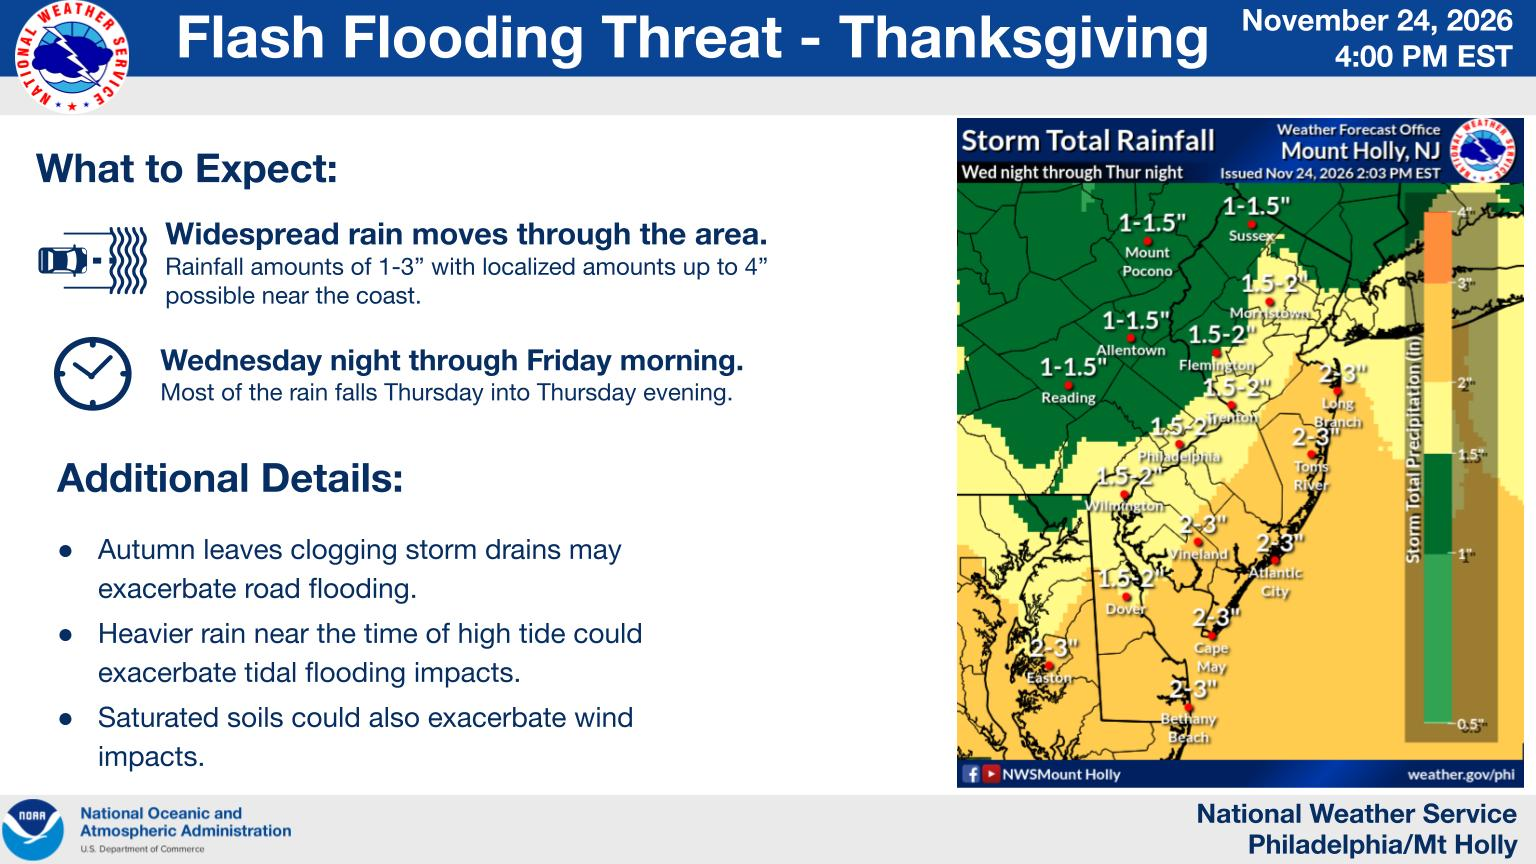 Flash Flooding Threat - Thanksgiving
November 24, 2026
4:00 PM EST
NATIONAL WEATHER SERVICE
What to Expect:
Widespread rain moves through the area.
Rainfall amounts of 1-3” with localized amounts up to 4”
possible near the coast.
Wednesday night through Friday morning.
Most of the rain falls Thursday into Thursday evening.
Additional Details:
● Autumn leaves clogging storm drains may
exacerbate road flooding.
● Heavier rain near the time of high tide could
exacerbate tidal flooding impacts.
● Saturated soils could also exacerbate wind
impacts.
Storm Total Rainfall
Wed night through Thur night
Weather Forecast Office
Mount Holly, NJ
Issued Nov 24, 2026 2:03 PM EST
NATIONAL WEATHER SERVICE
1-1.5"
Sussex
1-1.5"
Mount
Pocono
1.5-2"
Morristown
1-1.5"
Allentown
1.5-2"
Flemington
1-1.5"
Reading
2-3"
Long
Branch
1.5-2"
Trenton
1.5-2"
Philadelphia
2-3"
Toms
River
1.5-2"
Wilmington
2-3"
Vineland
2-3"
Atlantic
City
1.5-2"
Dover
2-3"
Cape
May
2-3"
Easton
2-3"
Bethany
Beach
Storm Total Precipitation (in)
4"
3"
2"
1.5"
1"
0.5"
NWSMount Holly
weather.gov/phi
NOAA
National Oceanic and
Atmospheric Administration
U.S. Department of Commerce
National Weather Service
Philadelphia/Mt Holly